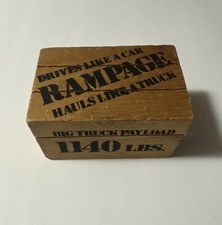 DRIVES LIKE A CAR
RAMPAGE
HAULS LIKE A TRUCK
BIG TRUCK PAYLOAD
1140 LBS.